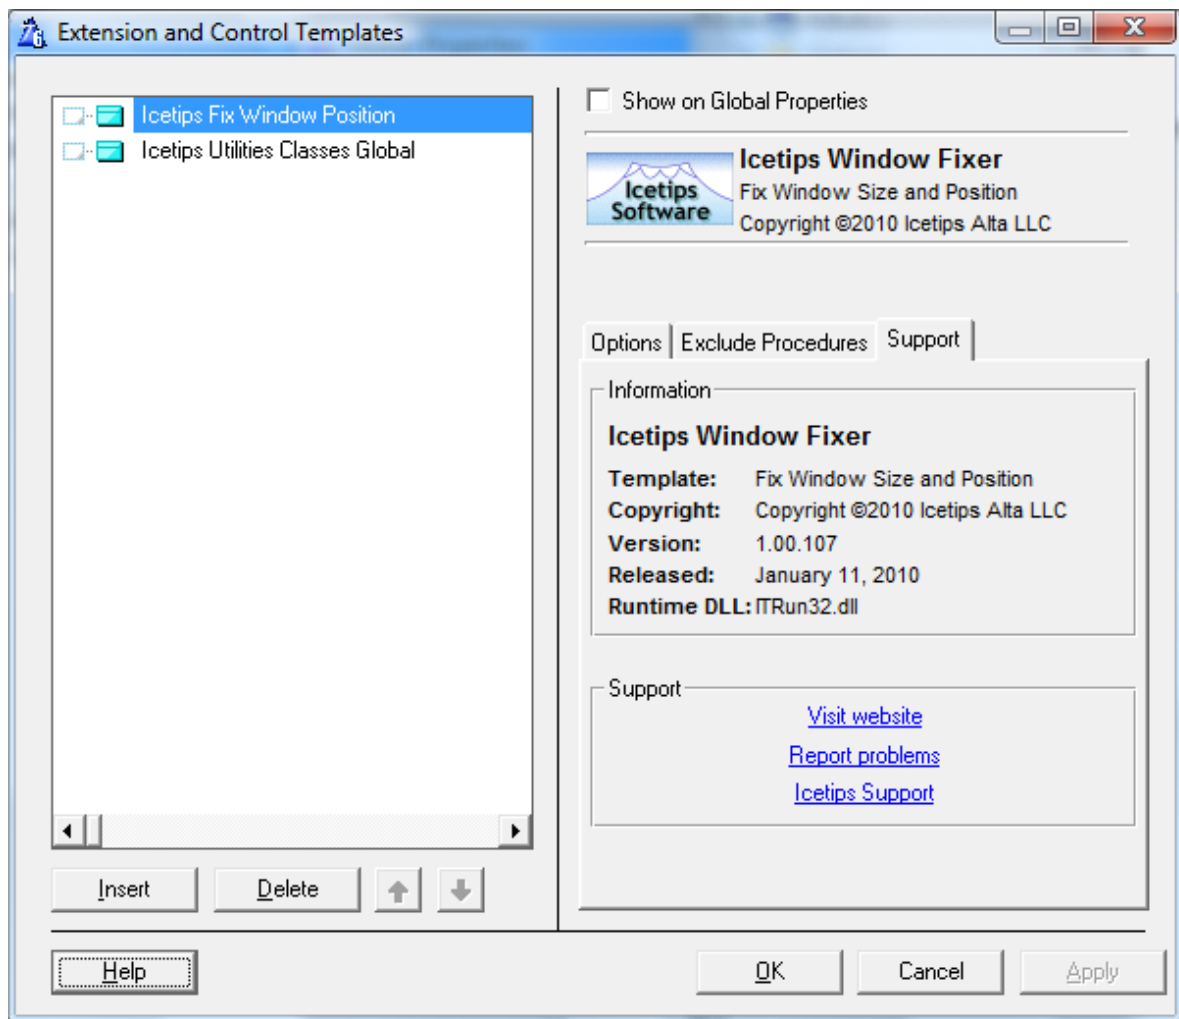 Extension and Control Templates
Icetips Fix Window Position
Icetips Utilities Classes Global
Insert
Delete
Show on Global Properties
Icetips
Software
Icetips Window Fixer
Fix Window Size and Position
Copyright ©2010 Icetips Alta LLC
Options Exclude Procedures Support
Information
Icetips Window Fixer
Template: Fix Window Size and Position
Copyright: Copyright ©2010 Icetips Alta LLC
Version: 1.00.107
Released: January 11, 2010
Runtime DLL: ITRun32.dll
Support
Visit website
Report problems
Icetips Support
Help
OK Cancel Apply